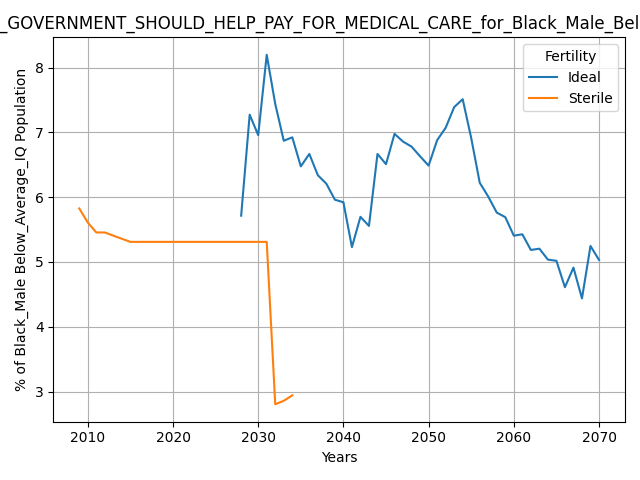 _GOVERNMENT_SHOULD_HELP_PAY_FOR_MEDICAL_CARE_for_Black_Male_Bel
Fertility
Ideal
Sterile
% of Black_Male Below_Average_IQ Population
8
7
6
5
4
3
2010 2020 2030 2040 2050 2060 2070
Years